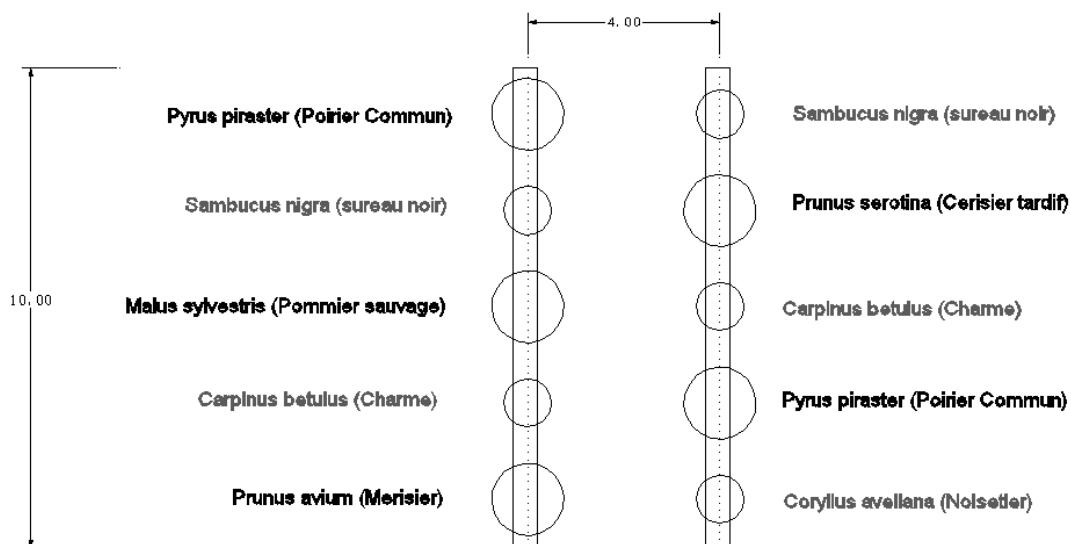 4.00
Pyrus piraster (Poirier Commun)
Sambucus nigra (sureau noir)
Sambucus nigra (sureau noir)
Prunus serotina (Cerisier tardif)
10.00
Malus sylvestris (Pommier sauvage)
Carpinus betulus (Charme)
Carpinus betulus (Charme)
Pyrus piraster (Poirier Commun)
Prunus avium (Merisier)
Coryllus avellana (Noisetier)